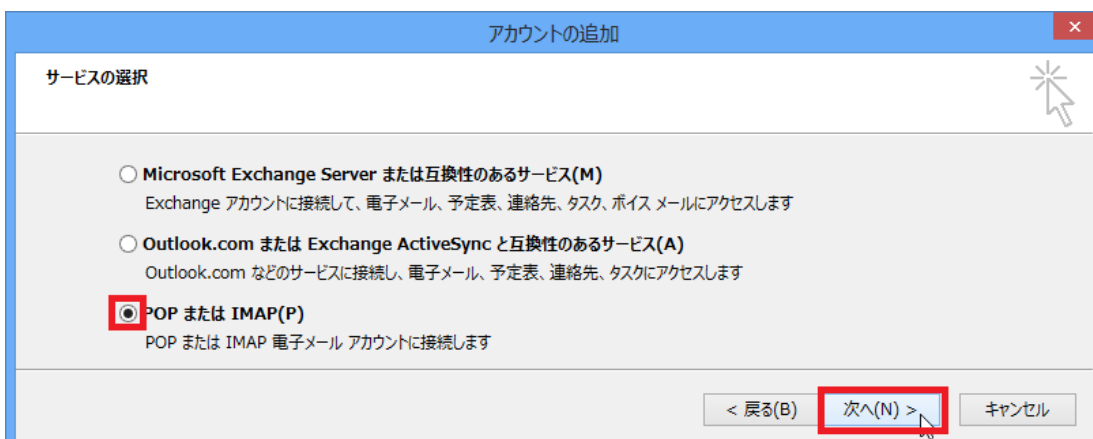 アカウントの追加
サービスの選択
Microsoft Exchange Server または互換性のあるサービス(M)
Exchange アカウントに接続して、電子メール、予定表、連絡先、タスク、ボイス メールにアクセスします
Outlook.com または Exchange ActiveSync と互換性のあるサービス(A)
Outlook.com などのサービスに接続し、電子メール、予定表、連絡先、タスクにアクセスします
POP または IMAP(P)
POP または IMAP 電子メール アカウントに接続します
< 戻る(B) 次へ(N) > キャンセル